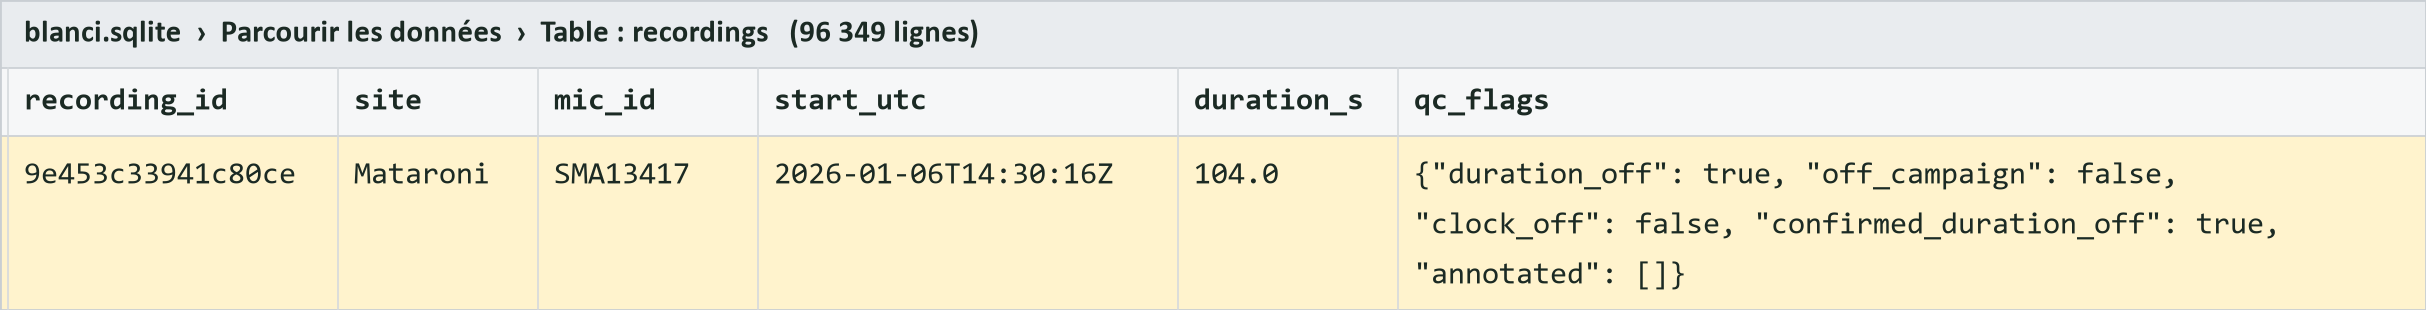 blanci.sqlite › Parcourir les données › Table : recordings (96 349 lignes)
recording_id site mic_id start_utc duration_s qc_flags
9e453c33941c80ce Mataroni SMA13417 2026-01-06T14:30:16Z 104.0 {"duration_off": true, "off_campaign": false,
"clock_off": false, "confirmed_duration_off": true,
"annotated": []}